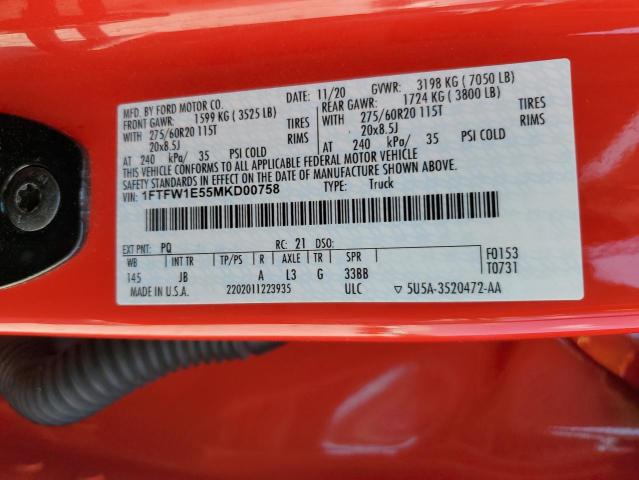 MFD. BY FORD MOTOR CO.
DATE: 11/20 GVWR: 3198 KG ( 7050 LB)
FRONT GAWR: 1599 KG ( 3525 LB) REAR GAWR: 1724 KG ( 3800 LB)
WITH 275/60R20 115T TIRES WITH 275/60R20 115T TIRES
20x8.5J RIMS 20x8.5J RIMS
AT 240 kPa/ 35 PSI COLD AT 240 kPa/ 35 PSI COLD
THIS VEHICLE CONFORMS TO ALL APPLICABLE FEDERAL MOTOR VEHICLE
SAFETY STANDARDS IN EFFECT ON THE DATE OF MANUFACTURE SHOWN ABOVE.
VIN: 1FTFW1E55MKD00758 TYPE: Truck
EXT PNT: PQ RC: 21 DSO: F0153
WB INT TR TP/PS R AXLE TR SPR T0731
145 JB A L3 G 33BB
MADE IN U.S.A. 2202011223935 ULC ▽ 5U5A-3520472-AA